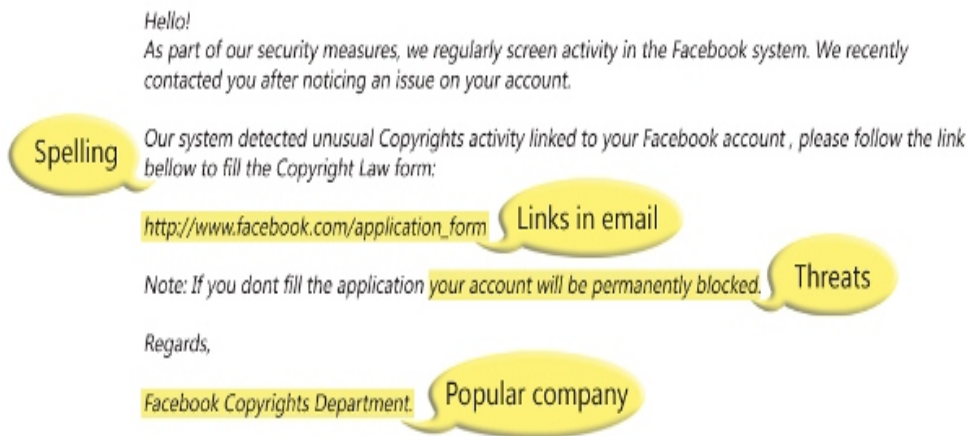 Hello!
As part of our security measures, we regularly screen activity in the Facebook system. We recently
contacted you after noticing an issue on your account.
Spelling
Our system detected unusual Copyrights activity linked to your Facebook account , please follow the link
bellow to fill the Copyright Law form:
http://www.facebook.com/application_form
Links in email
Note: If you dont fill the application your account will be permanently blocked.
Threats
Regards,
Facebook Copyrights Department.
Popular company